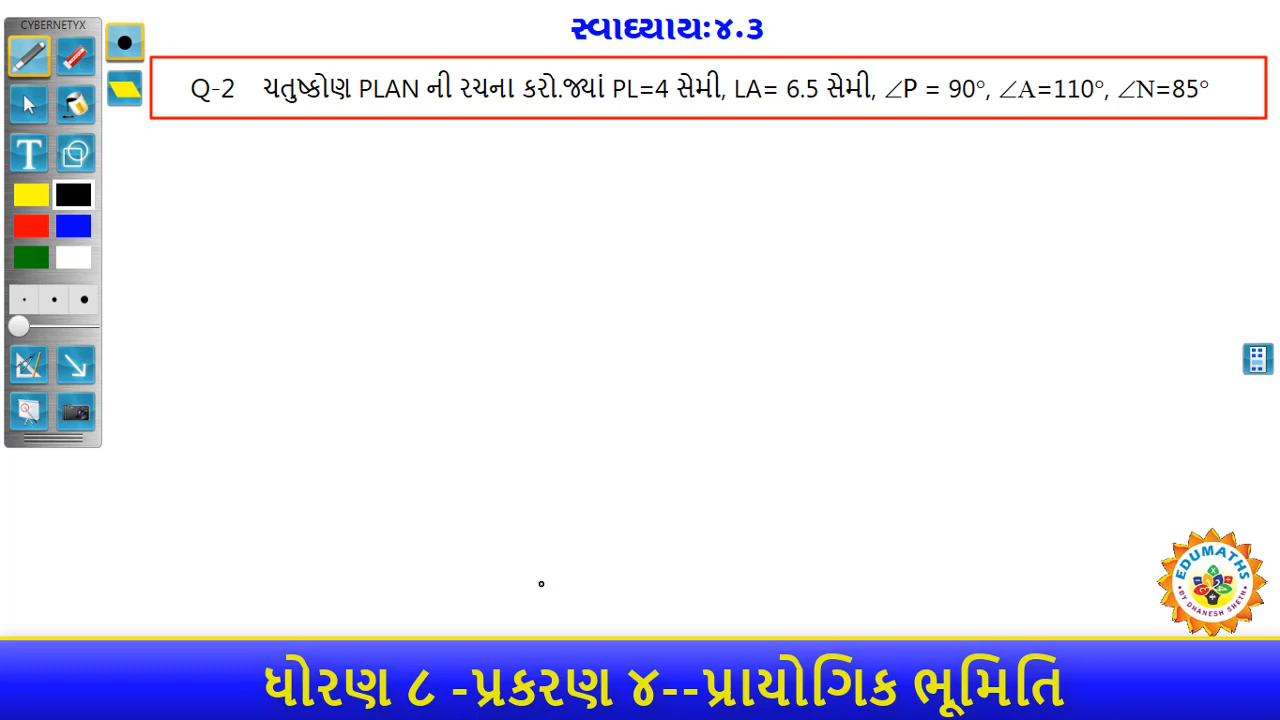 CYBERNETYX
સ્વાધ્યાયઃ૪.૩
Q-2 ચતુષ્કોણ PLAN ની રચના કરો.જ્યાં PL=4 સેમી, LA= 6.5 સેમી, ∠P = 90°, ∠A=110°, ∠N=85°
T
EDUMATHS
BY DHANESH SHETH
ધોરણ ૮ -પ્રકરણ ૪--પ્રાયોગિક ભૂમિતિ